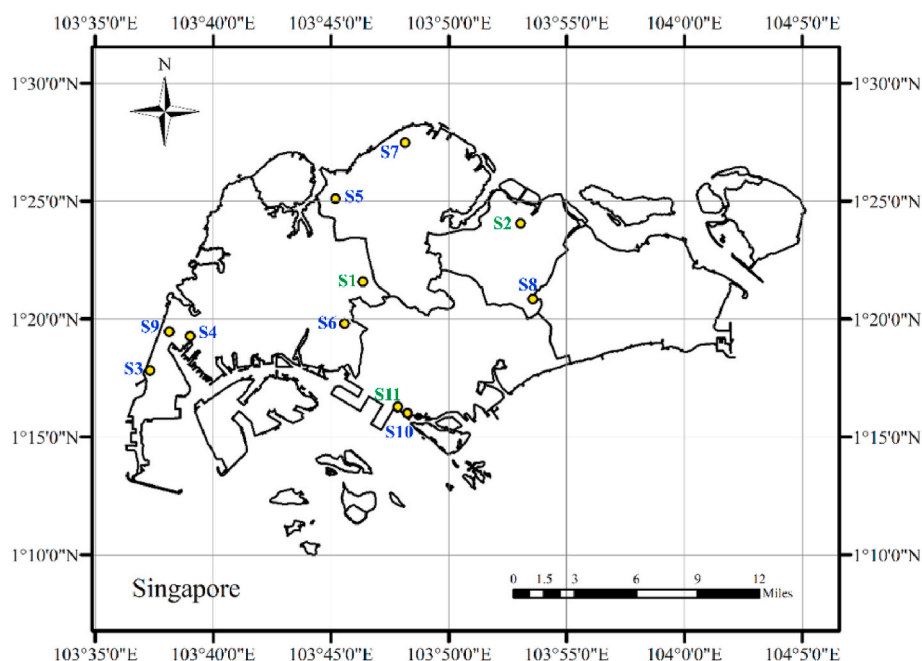 103°35'0"E 103°40'0"E 103°45'0"E 103°50'0"E 103°55'0"E 104°0'0"E 104°5'0"E
N
1°30'0"N 1°30'0"N
S7
1°25'0"N S5 1°25'0"N
S2
S1
S8
1°20'0"N S9 S4 S6 1°20'0"N
S3
S11
1°15'0"N S10 1°15'0"N
1°10'0"N 1°10'0"N
0 1.5 3 6 9 12
Singapore Miles
103°35'0"E 103°40'0"E 103°45'0"E 103°50'0"E 103°55'0"E 104°0'0"E 104°5'0"E